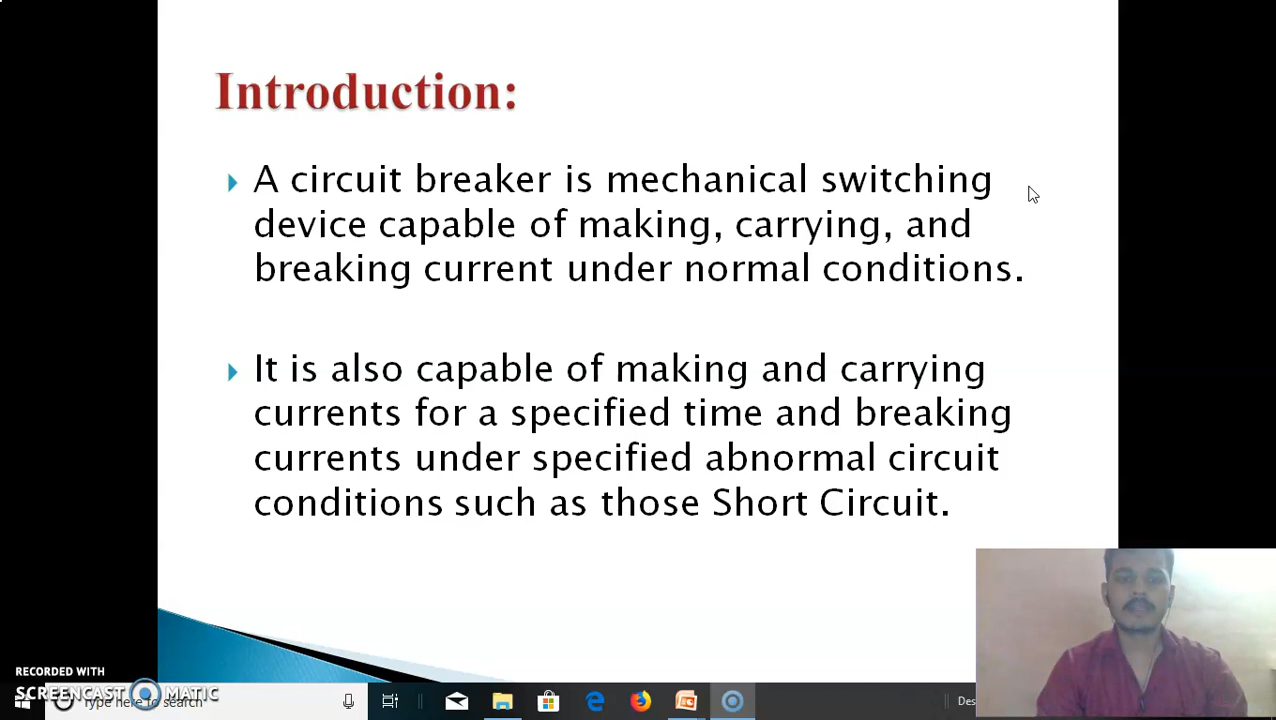 Introduction:
A circuit breaker is mechanical switching
device capable of making, carrying, and
breaking current under normal conditions.
It is also capable of making and carrying
currents for a specified time and breaking
currents under specified abnormal circuit
conditions such as those Short Circuit.
RECORDED WITH
SCREENCAST MATIC
Type here to search
Des